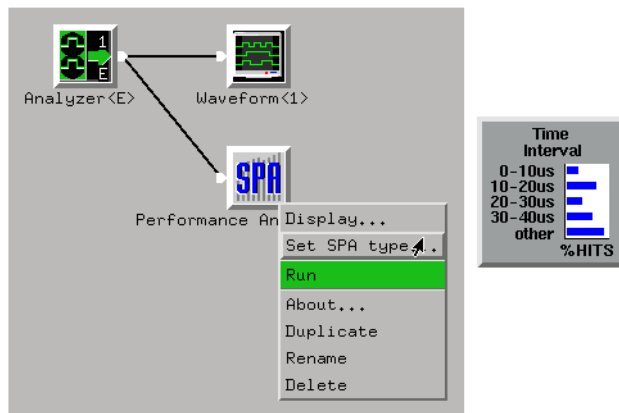 1
E
Analyzer<E>
Waveform<1>
SPA
Performance An
Display...
Set SPA type...
Run
About...
Duplicate
Rename
Delete
Time
Interval
0-10us
10-20us
20-30us
30-40us
other
%HITS